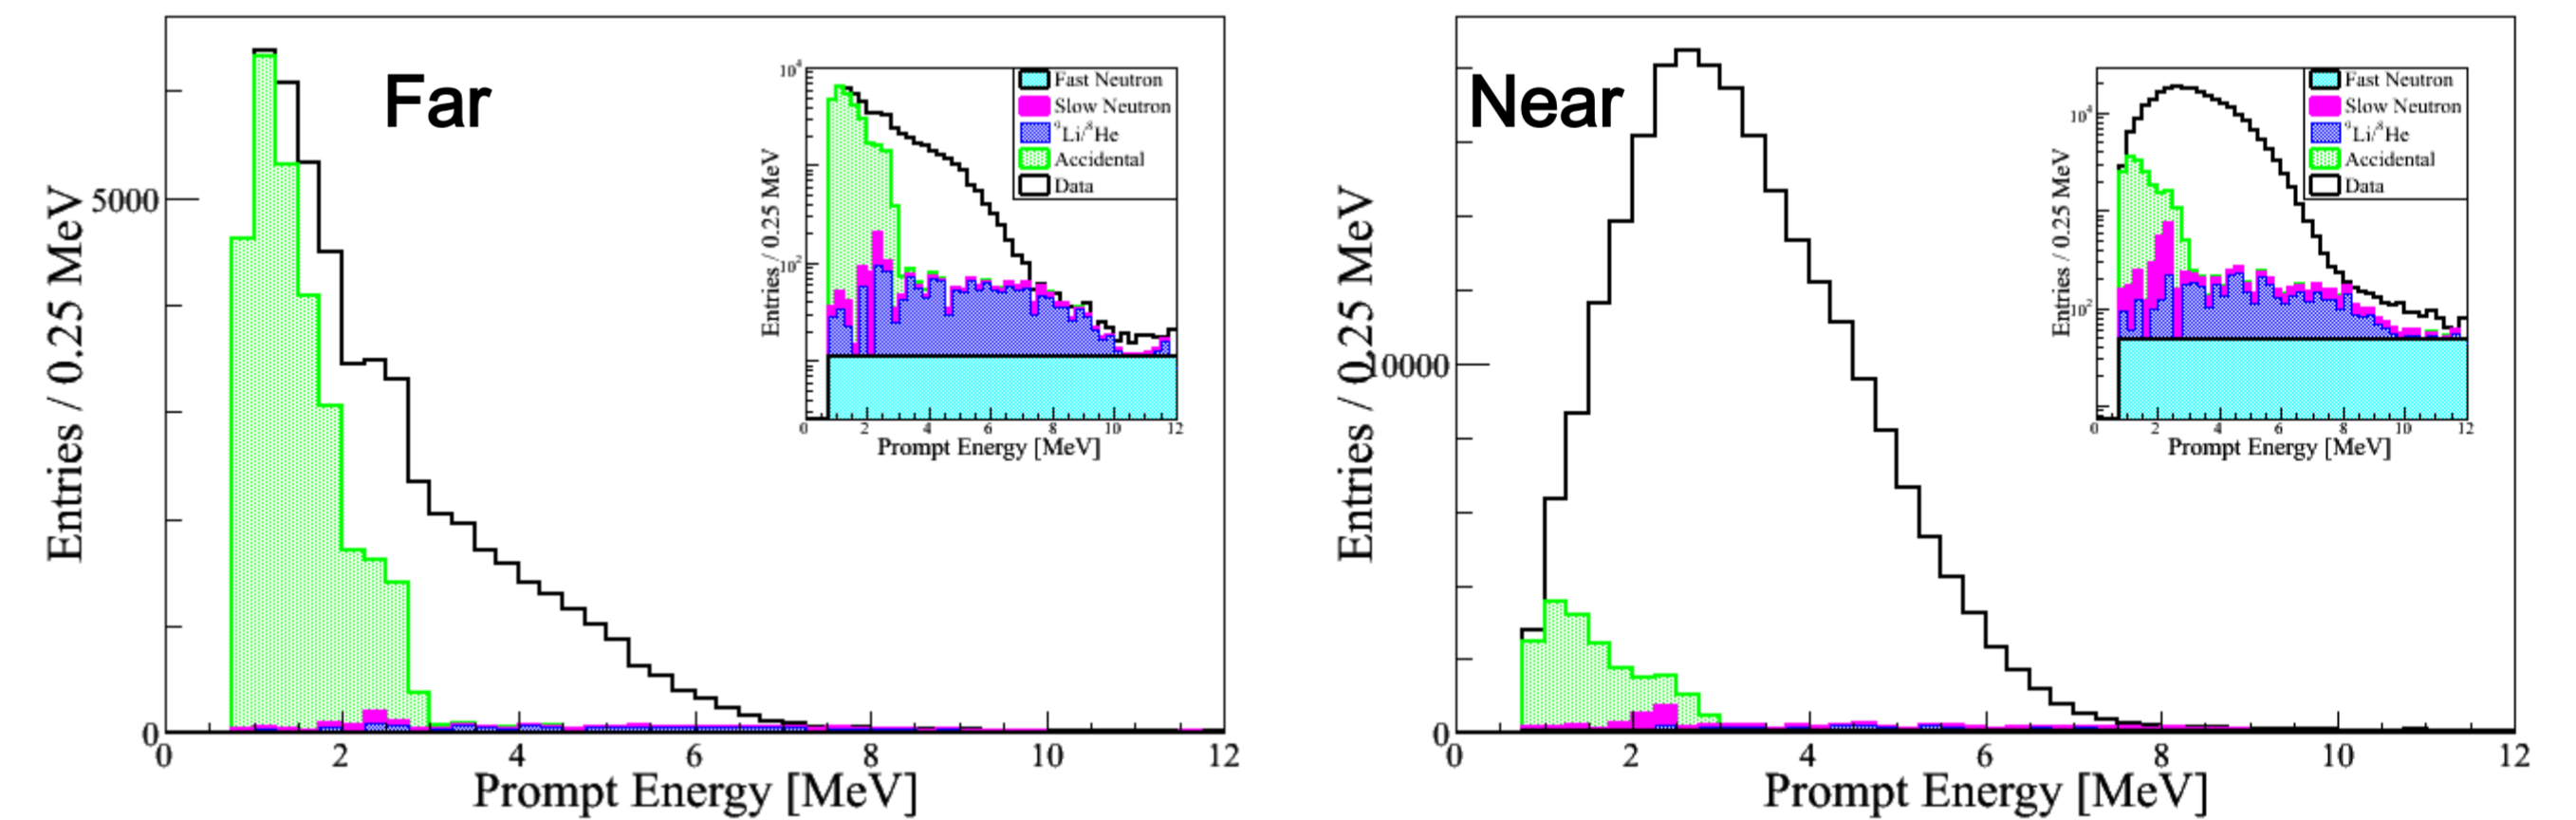 Far
Entries / 0.25 MeV
5000
0
0 2 4 6 8 10 12
Prompt Energy [MeV]
Fast Neutron
Slow Neutron
⁹Li/⁸He
Accidental
Data
Entries / 0.25 MeV
10⁴
10²
0 2 4 6 8 10 12
Prompt Energy [MeV]
Near
Entries / 0.25 MeV
10000
0
0 2 4 6 8 10 12
Prompt Energy [MeV]
Fast Neutron
Slow Neutron
⁹Li/⁸He
Accidental
Data
Entries / 0.25 MeV
10⁴
10²
0 2 4 6 8 10 12
Prompt Energy [MeV]